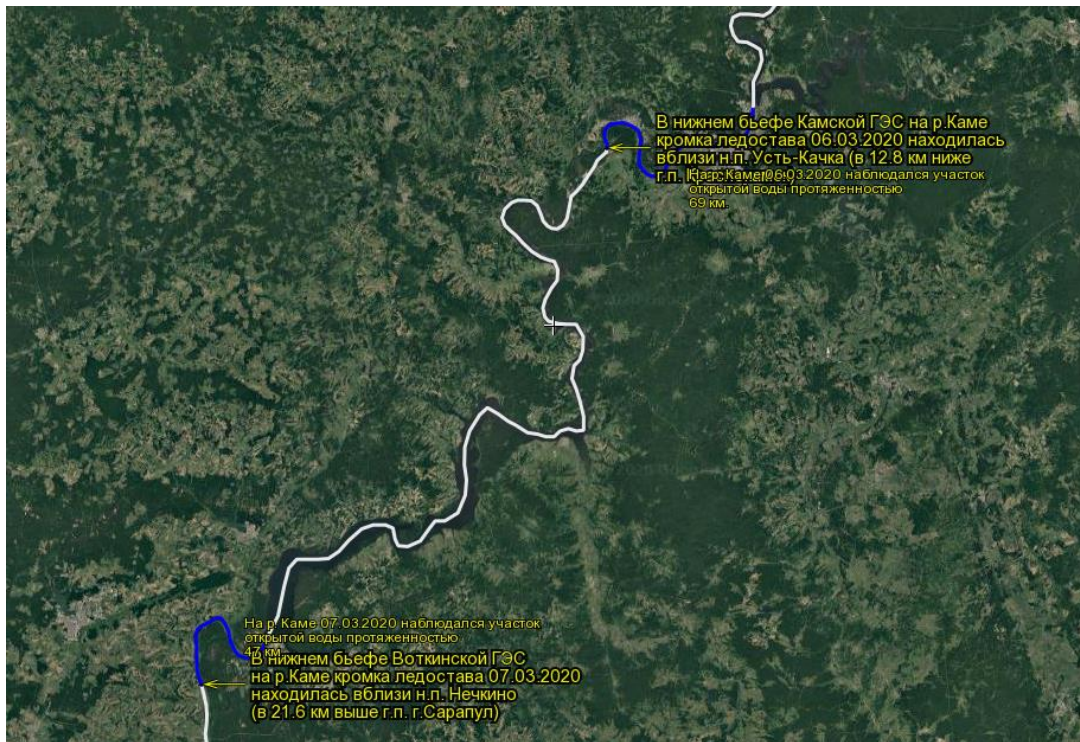 В нижнем бьефе Камской ГЭС на р.Каме
кромка ледостава 06.03.2020 находилась
вблизи н.п. Усть-Качка (в 12.8 км ниже
г.п.
На р. Каме 06.03.2020 наблюдался участок
открытой воды протяженностью
69 км.
На р. Каме 07.03.2020 наблюдался участок
открытой воды протяженностью
47 км.
В нижнем бьефе Воткинской ГЭС
на р.Каме кромка ледостава 07.03.2020
находилась вблизи н.п. Нечкино
(в 21.6 км выше г.п. г.Сарапул)